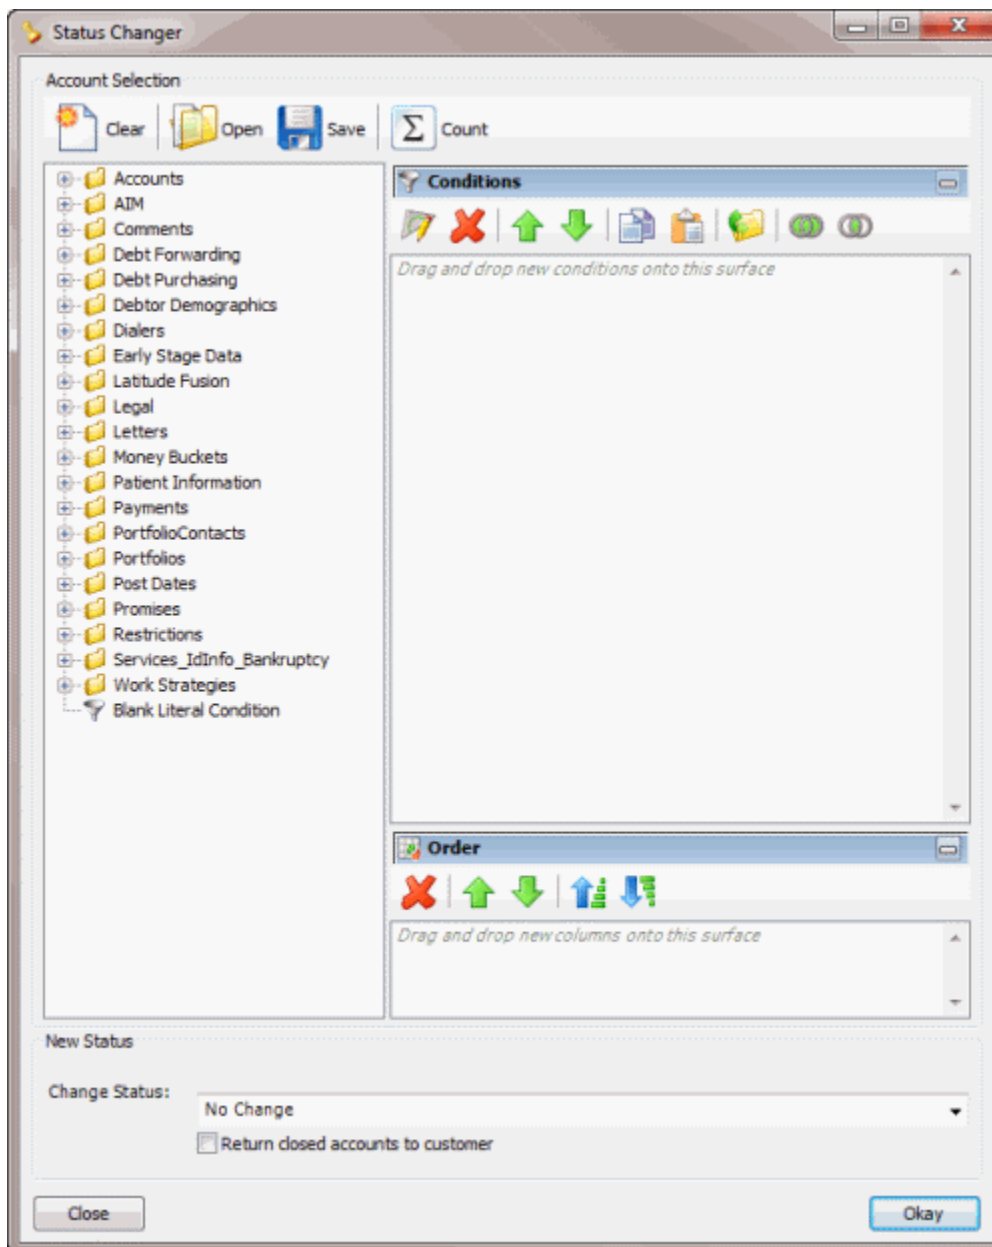 Status Changer
Account Selection
Clear Open Save Σ Count
Accounts
AIM
Comments
Debt Forwarding
Debt Purchasing
Debtor Demographics
Dialers
Early Stage Data
Latitude Fusion
Legal
Letters
Money Buckets
Patient Information
Payments
PortfolioContacts
Portfolios
Post Dates
Promises
Restrictions
Services_IdInfo_Bankruptcy
Work Strategies
Blank Literal Condition
Conditions
Drag and drop new conditions onto this surface
Order
Drag and drop new columns onto this surface
New Status
Change Status:
No Change
Return closed accounts to customer
Close Okay